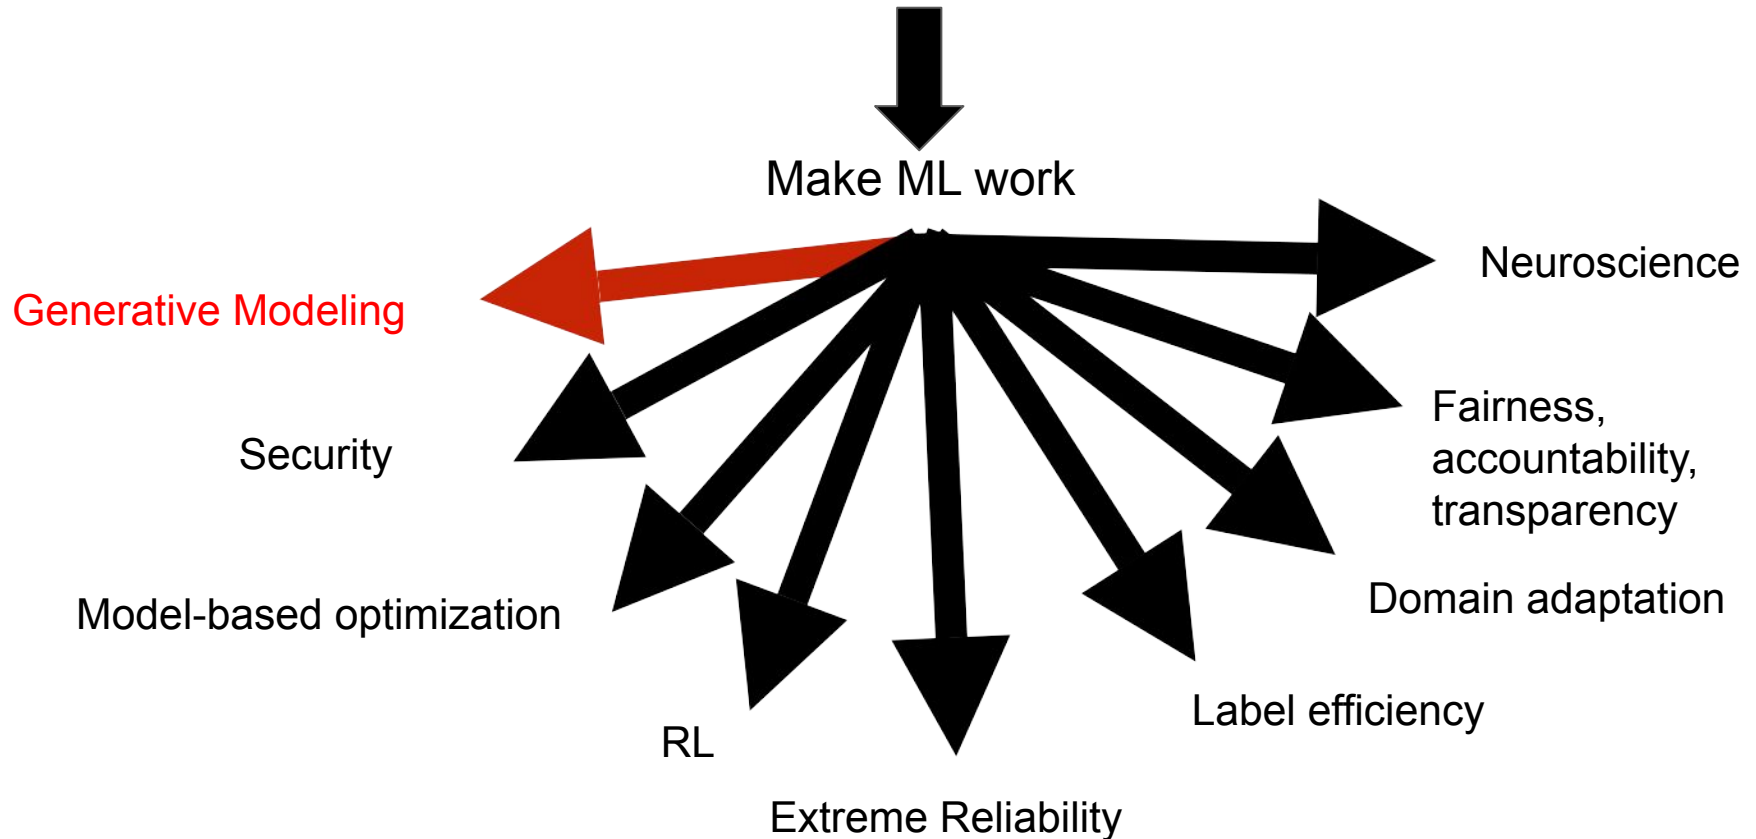 Make ML work
Generative Modeling
Neuroscience
Security
Fairness,
accountability,
transparency
Model-based optimization
Domain adaptation
RL
Label efficiency
Extreme Reliability